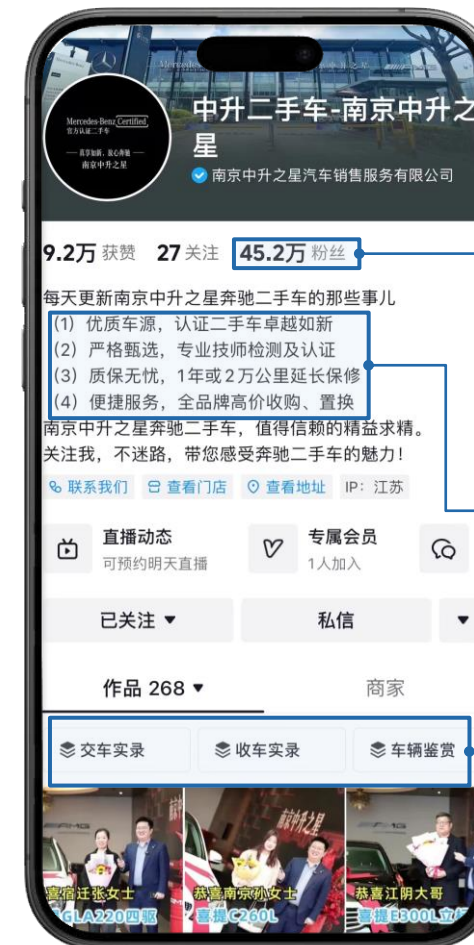 Mercedes-Benz Certified
官方认证二手车
南京中升之星
中升二手车-南京中升之
星
南京中升之星汽车销售服务有限公司
9.2万 获赞 27 关注 45.2万 粉丝
每天更新南京中升之星奔驰二手车的那些事儿
(1) 优质车源，认证二手车卓越如新
(2) 严格甄选，专业技师检测及认证
(3) 质保无忧，1年或2万公里延长保修
(4) 便捷服务，全品牌高价收购、置换
南京中升之星奔驰二手车，值得信赖的精益求精。
关注我，不迷路，带您感受奔驰二手车的魅力！
联系我们 查看门店 查看地址 IP：江苏
直播动态 专属会员
可预约明天直播 1人加入
已关注 私信
作品 268 商家
交车实录 收车实录 车辆鉴赏
喜宿迁张女士 恭喜南京孙女士 恭喜江阴大哥
GLA220四驱 喜提C260L 喜提E300L